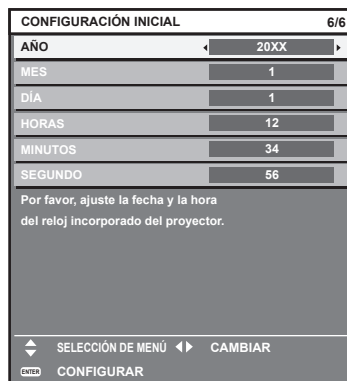 CONFIGURACIÓN INICIAL 6/6
AÑO 20XX
MES 1
DÍA 1
HORAS 12
MINUTOS 34
SEGUNDO 56
Por favor, ajuste la fecha y la hora
del reloj incorporado del proyector.
SELECCIÓN DE MENÚ CAMBIAR
ENTER CONFIGURAR